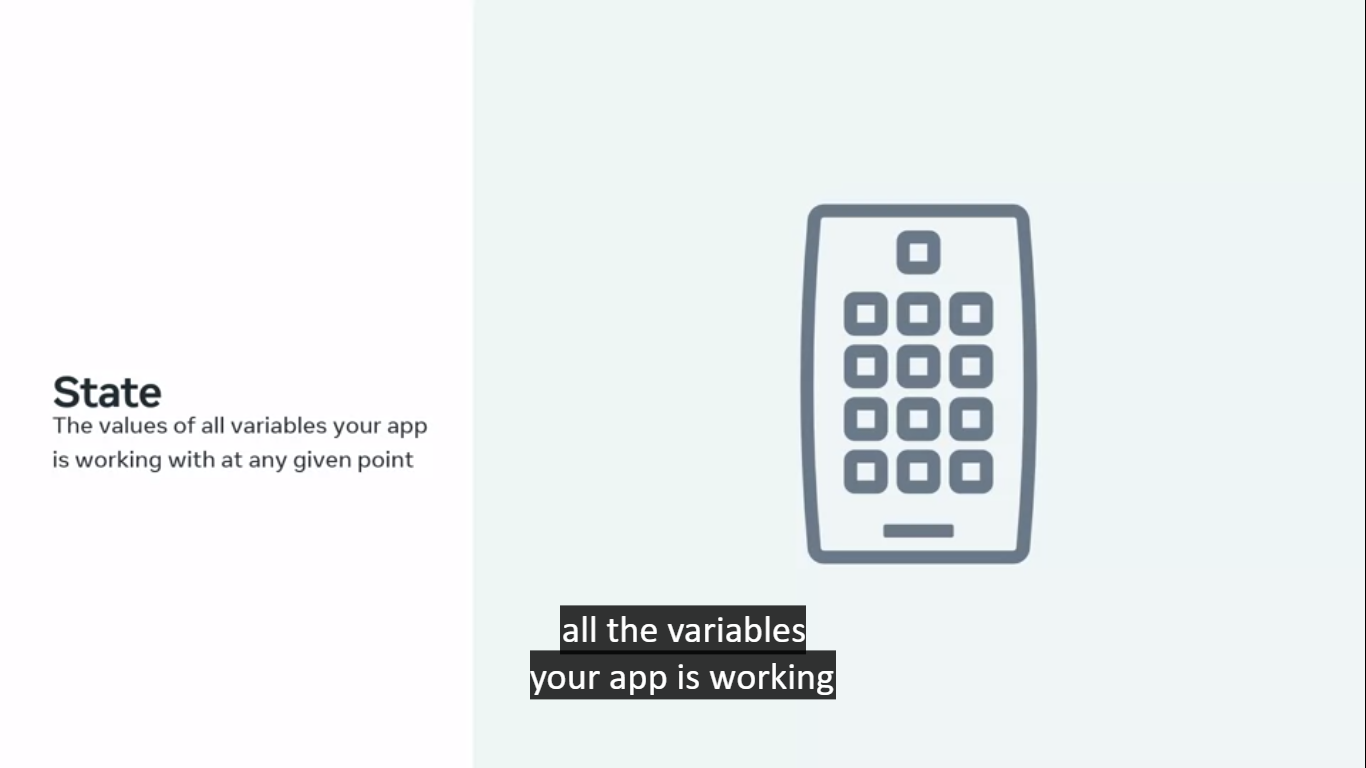 State
The values of all variables your app
is working with at any given point
all the variables
your app is working